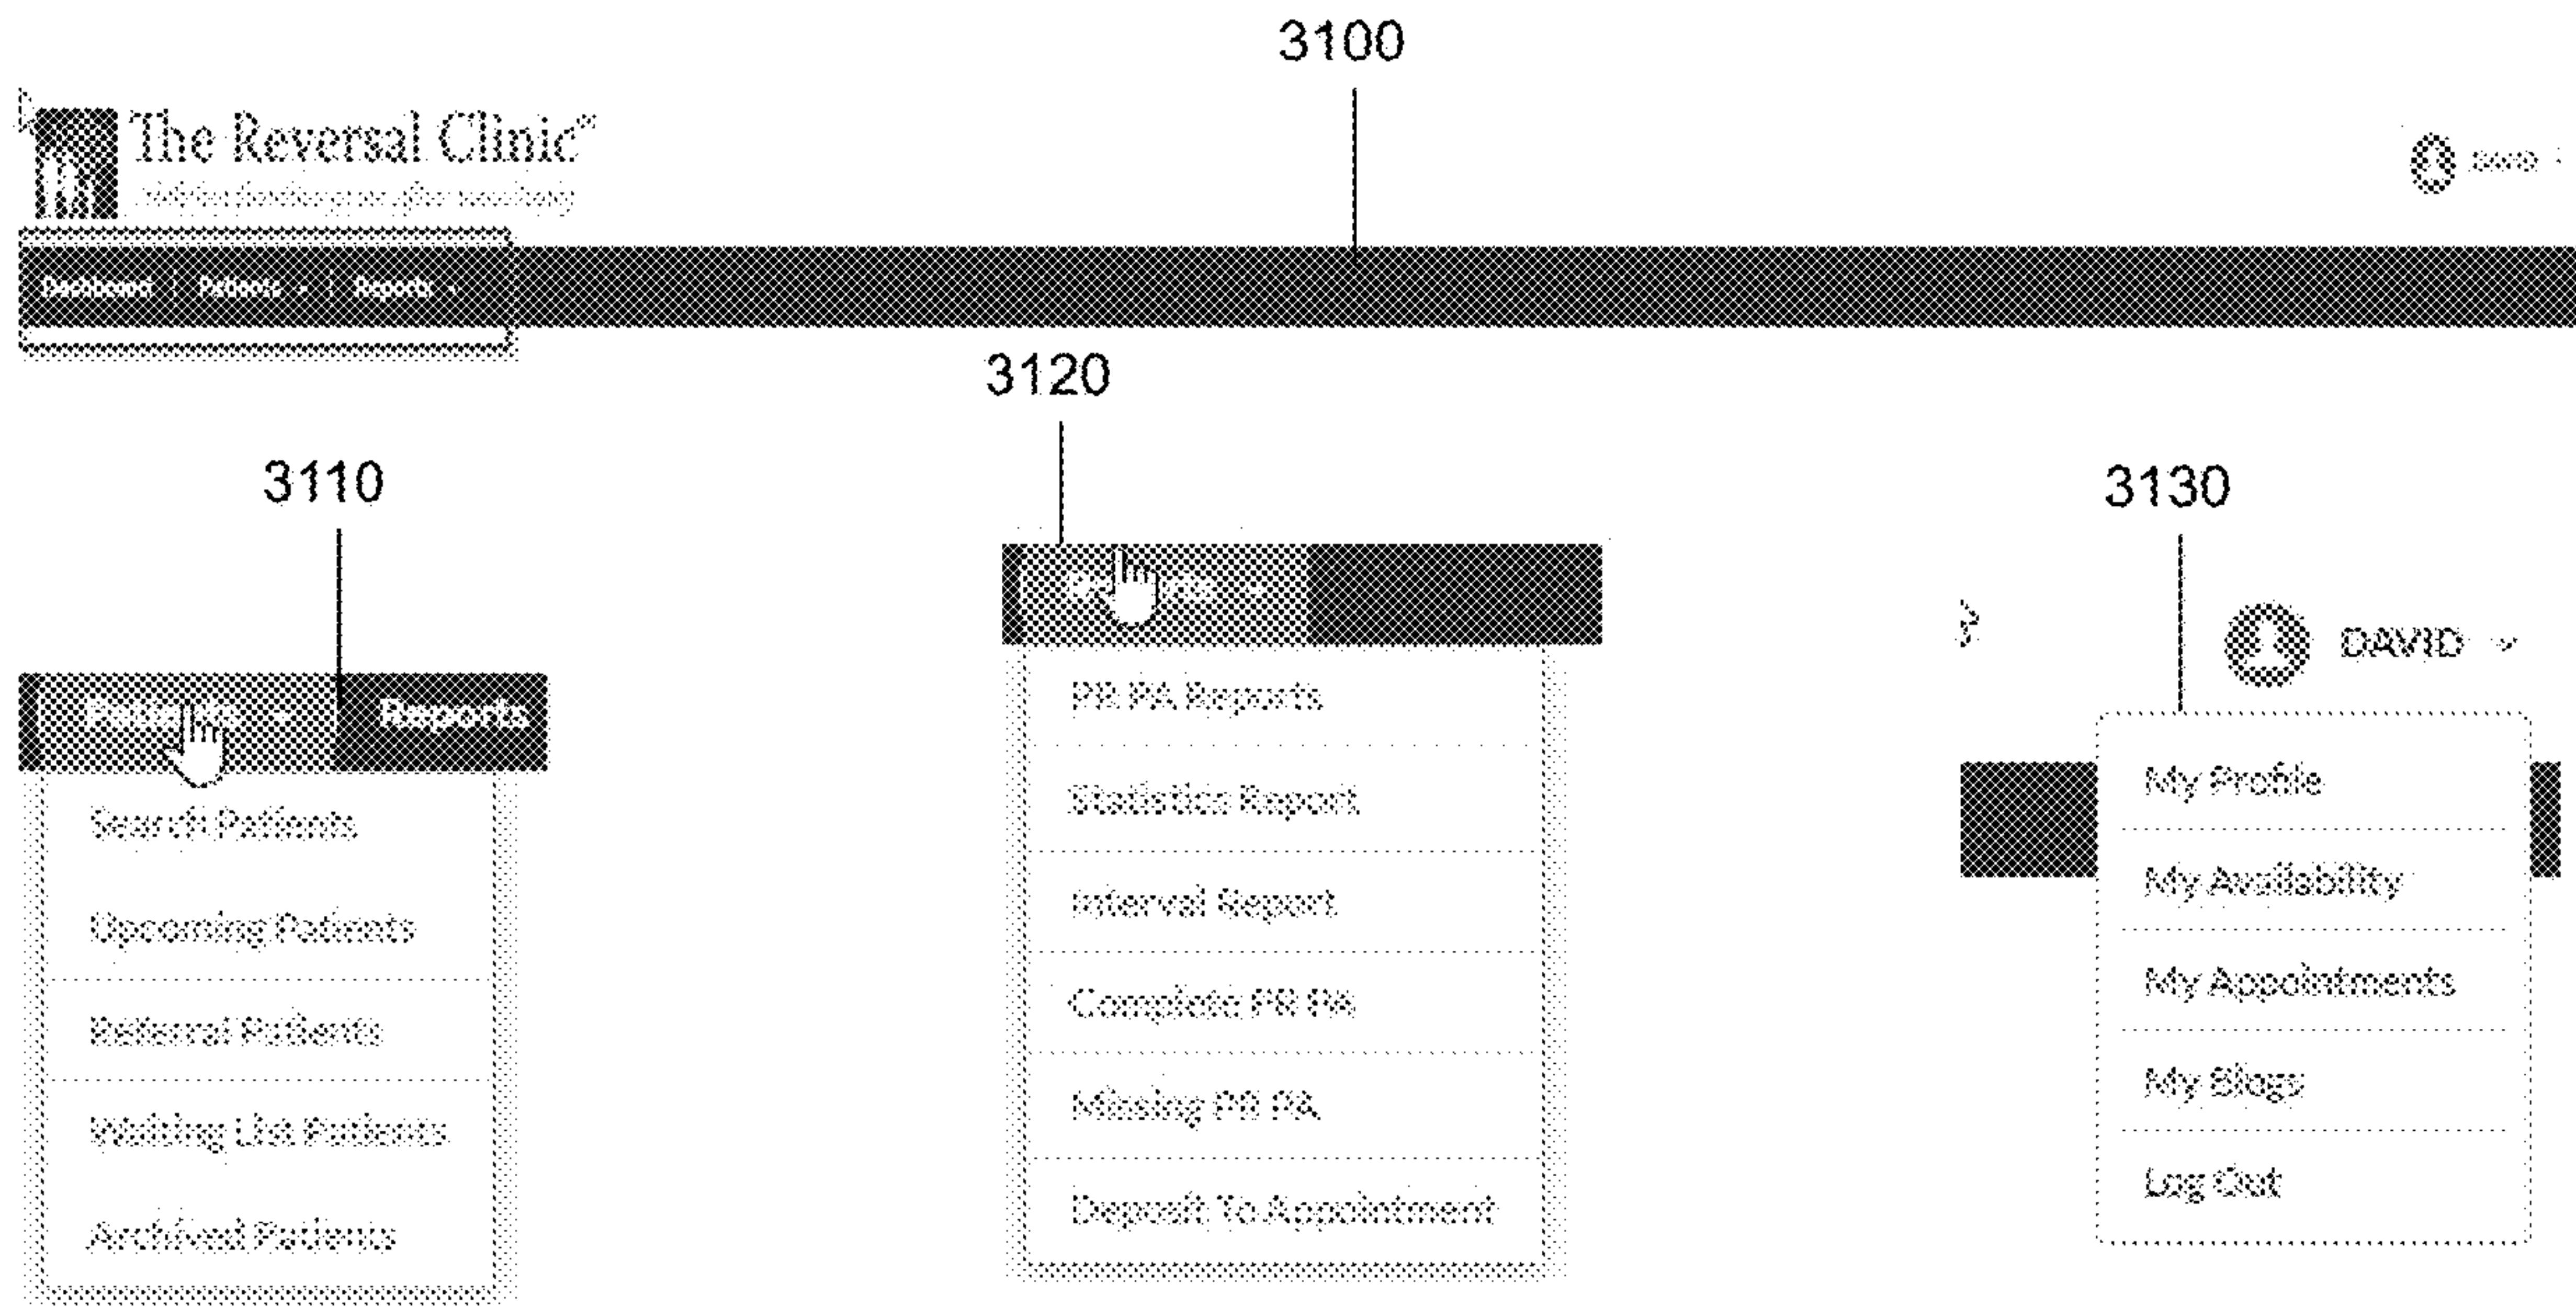 3100
The Reversal Clinic
DAVID
Dashboard Patients Reports
3120
3110
3130
DAVID
Patients Reports
PR PA Reports
My Profile
Search Patients
Statistics Report
My Availability
Upcoming Patients
Interval Report
My Appointments
Referral Patients
Complete PR PA
My Blogs
Waiting List Patients
Missing PR PA
Log Out
Archived Patients
Deposit To Appointment